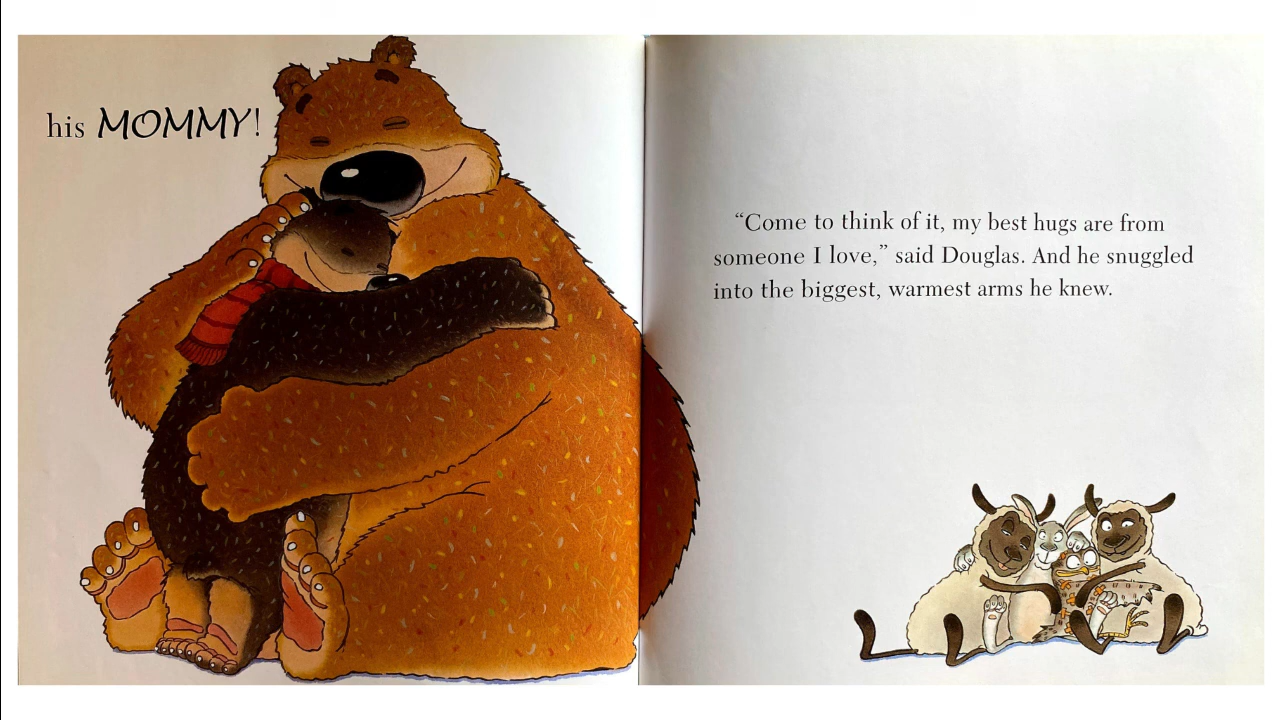 his MOMMY!
“Come to think of it, my best hugs are from
someone I love,” said Douglas. And he snuggled
into the biggest, warmest arms he knew.